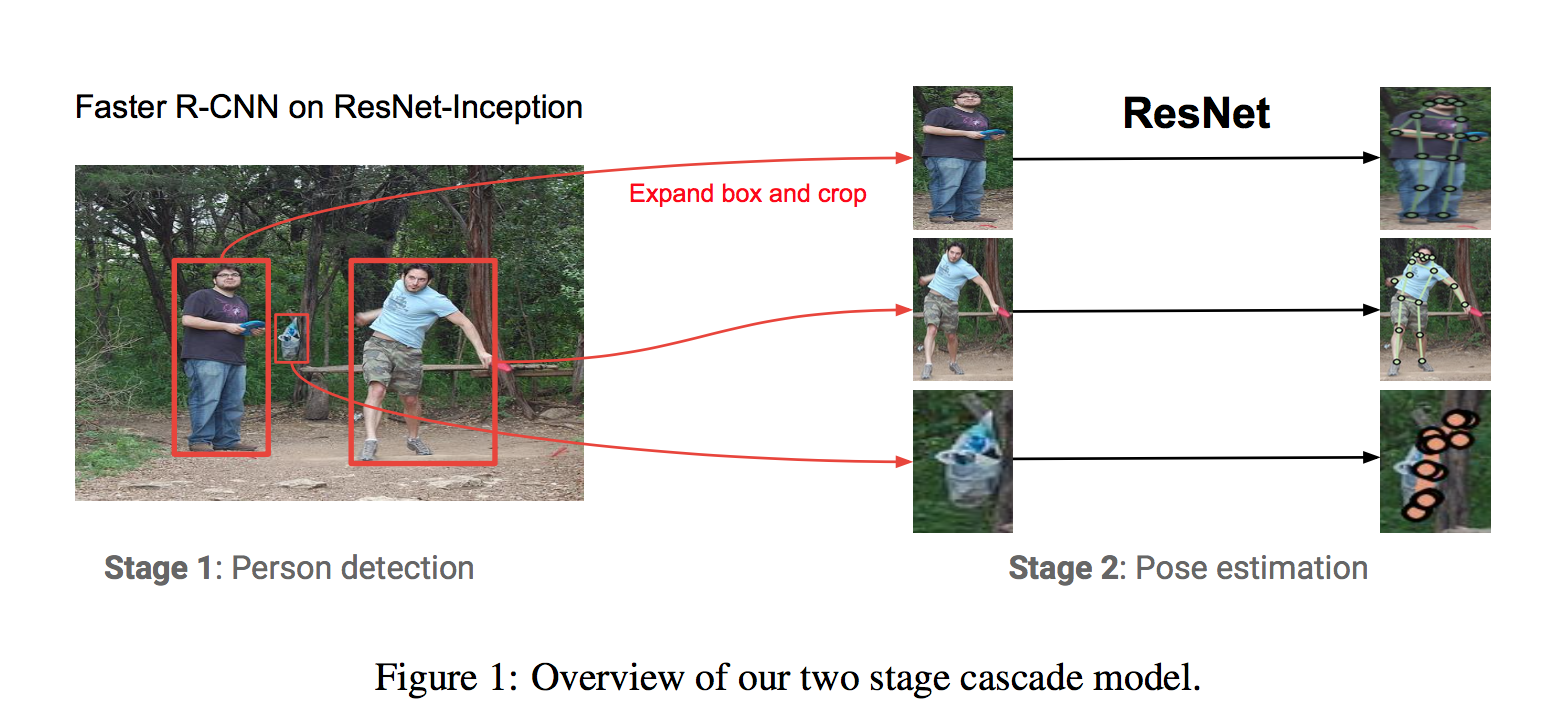 Faster R-CNN on ResNet-Inception
ResNet
Expand box and crop
Stage 1: Person detection
Stage 2: Pose estimation
Figure 1: Overview of our two stage cascade model.